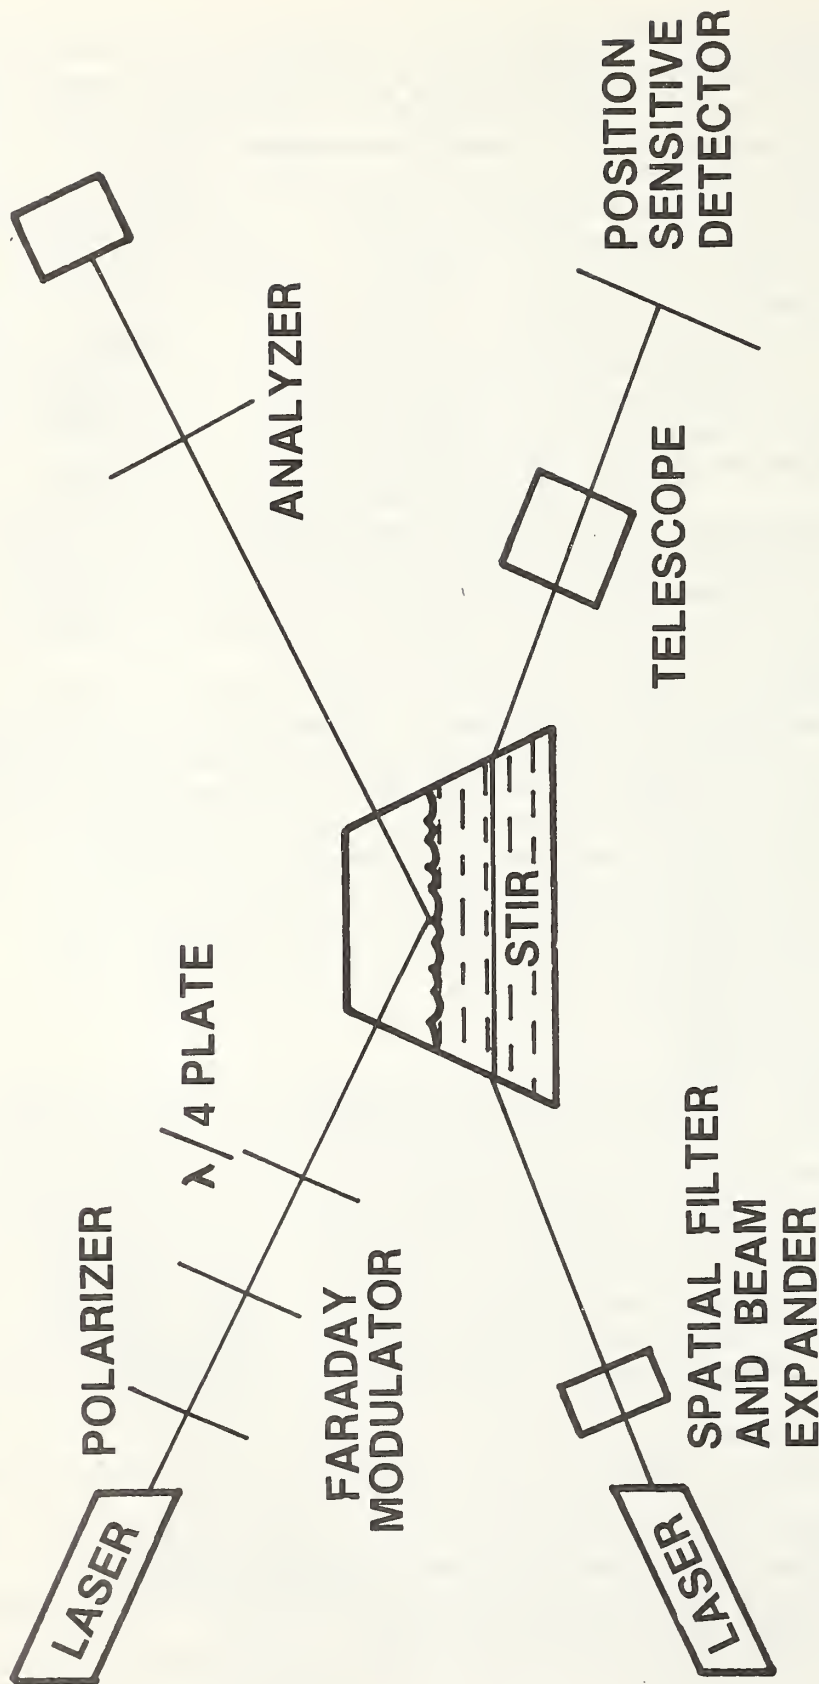 LASER
POLARIZER
FARADAY
MODULATOR
λ/4 PLATE
ANALYZER
STIR
LASER
SPATIAL FILTER
AND BEAM
EXPANDER
TELESCOPE
POSITION
SENSITIVE
DETECTOR